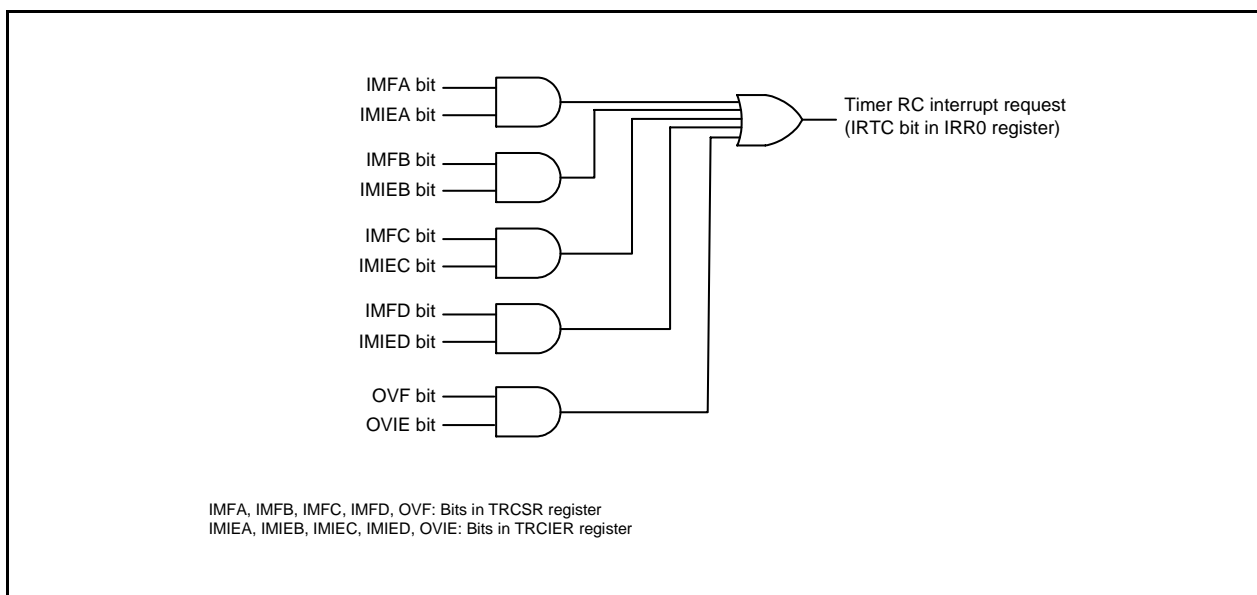 IMFA bit
IMIEA bit
IMFB bit
IMIEB bit
IMFC bit
IMIEC bit
IMFD bit
IMIED bit
OVF bit
OVIE bit
Timer RC interrupt request
(IRTC bit in IRR0 register)
IMFA, IMFB, IMFC, IMFD, OVF: Bits in TRCSR register
IMIEA, IMIEB, IMIEC, IMIED, OVIE: Bits in TRCIER register